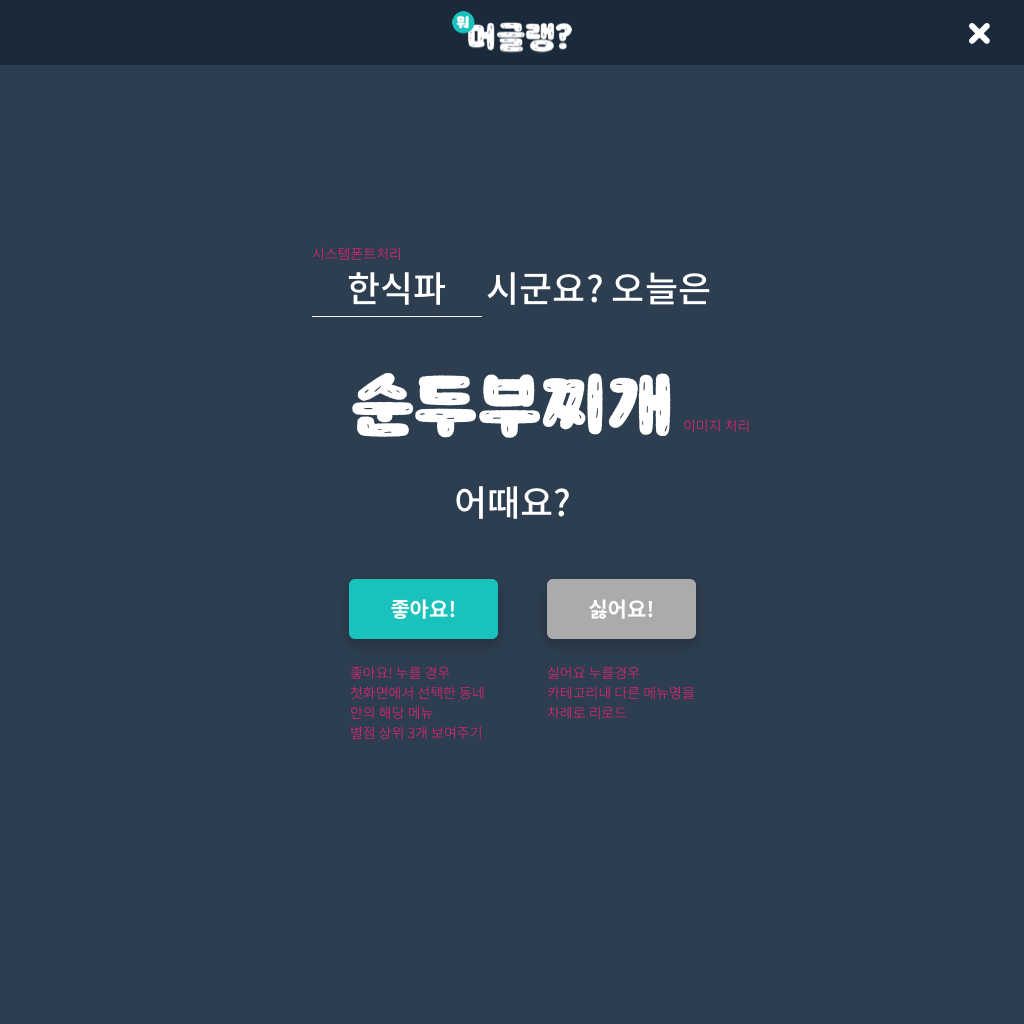 뭐
머글랭?
시스템폰트처리
한식파 시군요? 오늘은
순두부찌개
이미지 처리
어때요?
좋아요! 싫어요!
좋아요! 누를 경우
첫화면에서 선택한 동네
안의 해당 메뉴
별점 상위 3개 보여주기
싫어요 누를경우
카테고리내 다른 메뉴명을
차례로 리로드